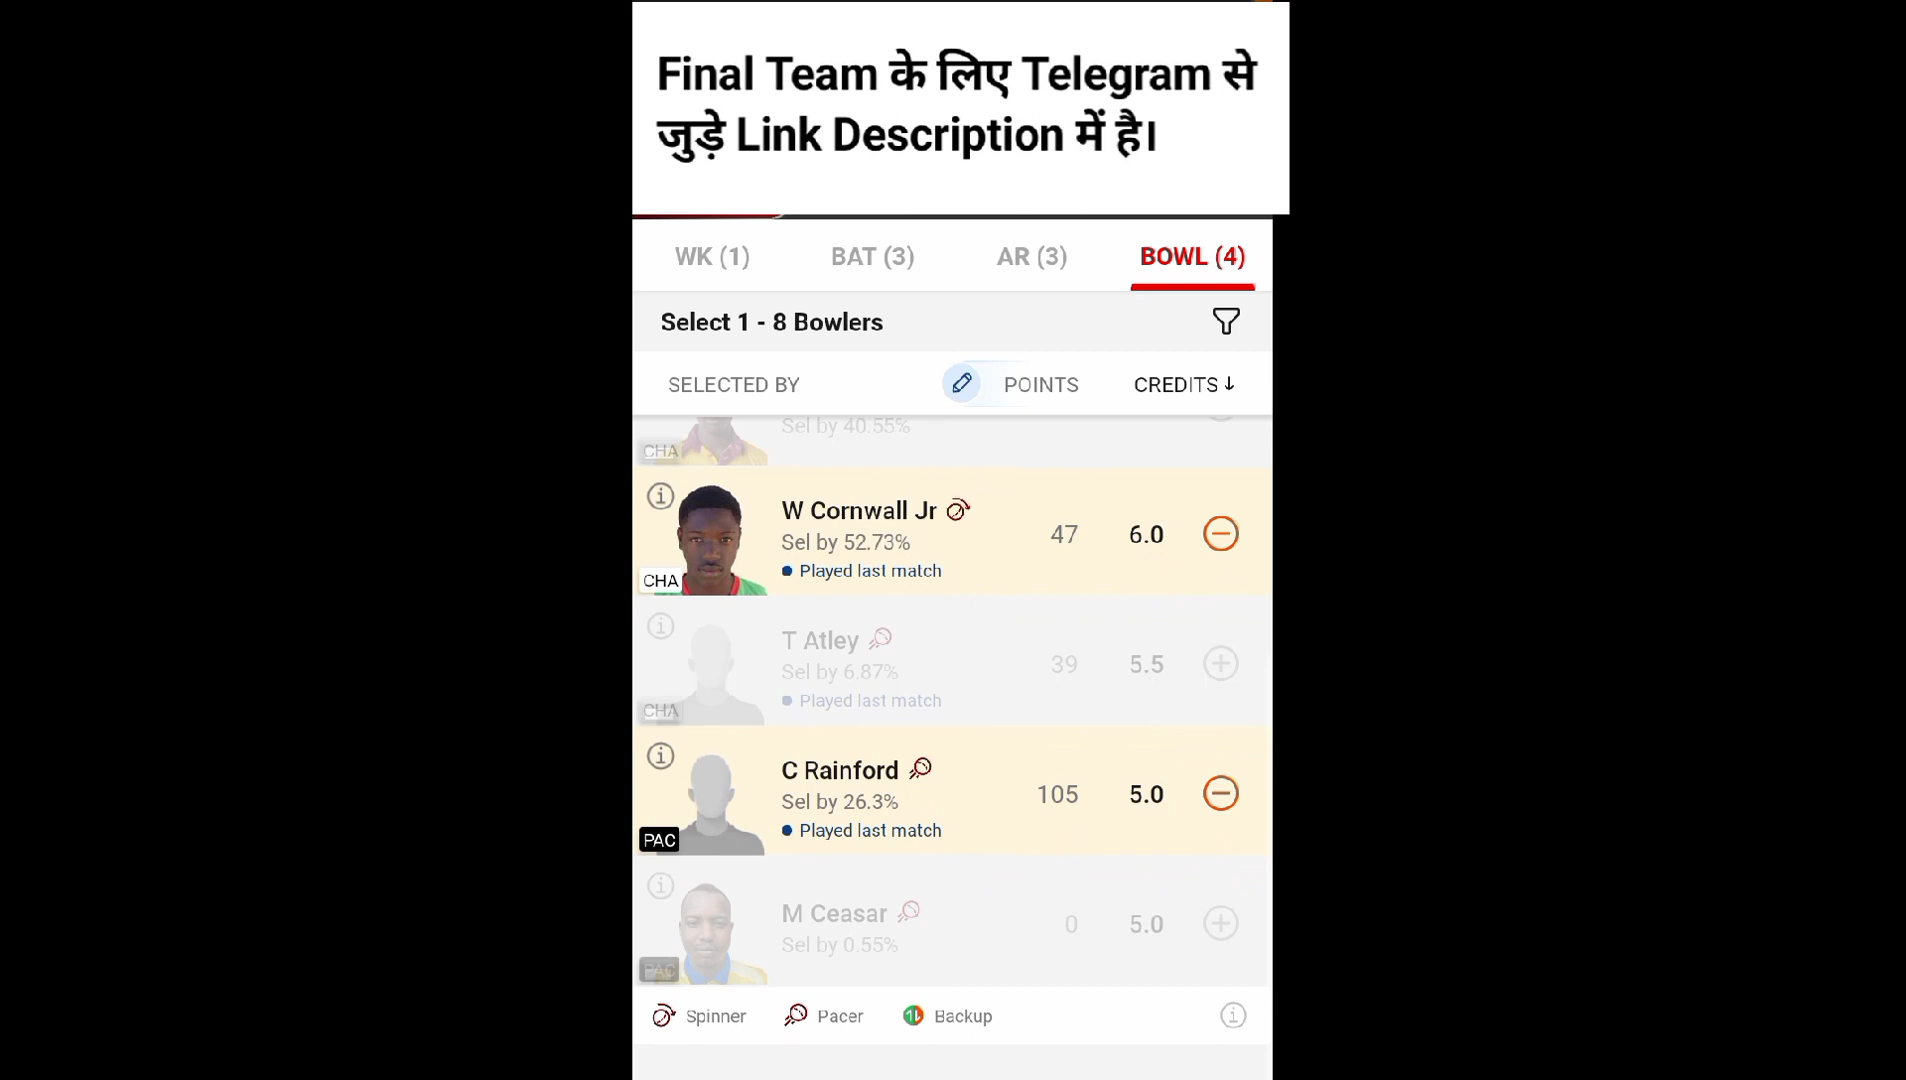 Final Team के लिए Telegram से
जुड़े Link Description में है।
WK (1) BAT (3) AR (3) BOWL (4)
Select 1 - 8 Bowlers
SELECTED BY POINTS CREDITS↓
Sel by 40.55%
CHA
W Cornwall Jr
Sel by 52.73% 47 6.0
Played last match
CHA
T Atley
Sel by 6.87% 39 5.5
Played last match
CHA
C Rainford
Sel by 26.3% 105 5.0
Played last match
PAC
M Ceasar
Sel by 0.55% 0 5.0
PAC
Spinner Pacer Backup